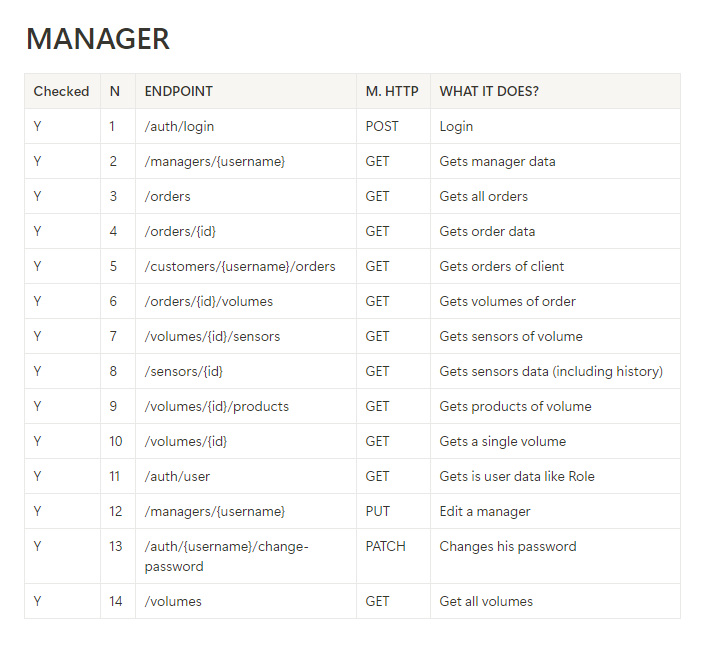 MANAGER
Checked N ENDPOINT M. HTTP WHAT IT DOES?
Y 1 /auth/login POST Login
Y 2 /managers/{username} GET Gets manager data
Y 3 /orders GET Gets all orders
Y 4 /orders/{id} GET Gets order data
Y 5 /customers/{username}/orders GET Gets orders of client
Y 6 /orders/{id}/volumes GET Gets volumes of order
Y 7 /volumes/{id}/sensors GET Gets sensors of volume
Y 8 /sensors/{id} GET Gets sensors data (including history)
Y 9 /volumes/{id}/products GET Gets products of volume
Y 10 /volumes/{id} GET Gets a single volume
Y 11 /auth/user GET Gets is user data like Role
Y 12 /managers/{username} PUT Edit a manager
Y 13 /auth/{username}/change- PATCH Changes his password
password
Y 14 /volumes GET Get all volumes